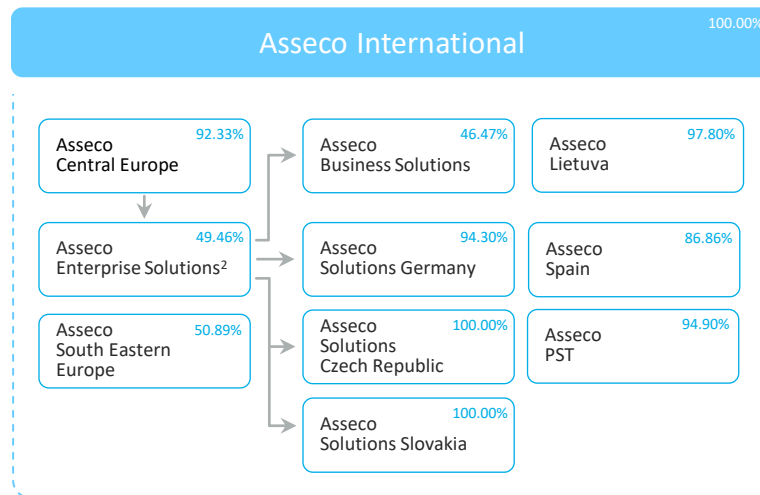 100.00%
Asseco International
92.33%
Asseco
Central Europe
46.47%
Asseco
Business Solutions
97.80%
Asseco
Lietuva
49.46%
Asseco
Enterprise Solutions²
94.30%
Asseco
Solutions Germany
86.86%
Asseco
Spain
50.89%
Asseco
South Eastern
Europe
100.00%
Asseco
Solutions
Czech Republic
94.90%
Asseco
PST
100.00%
Asseco
Solutions Slovakia